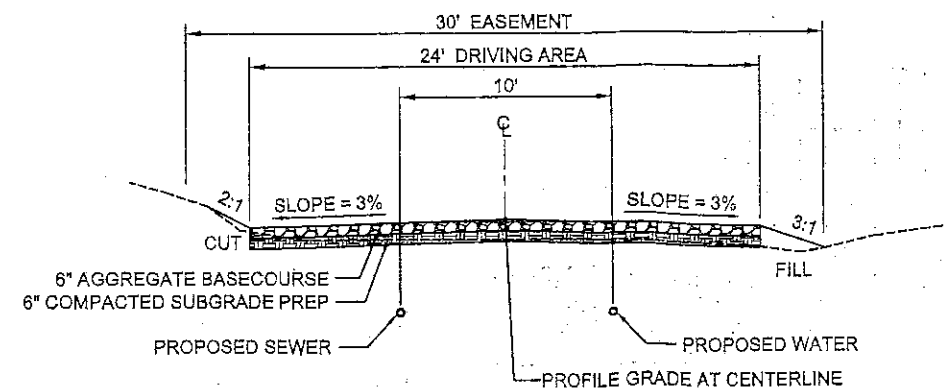 30' EASEMENT
24' DRIVING AREA
10'
℄
2:1
SLOPE = 3%
SLOPE = 3%
3:1
CUT
FILL
6" AGGREGATE BASECOURSE
6" COMPACTED SUBGRADE PREP
PROPOSED SEWER
PROPOSED WATER
PROFILE GRADE AT CENTERLINE